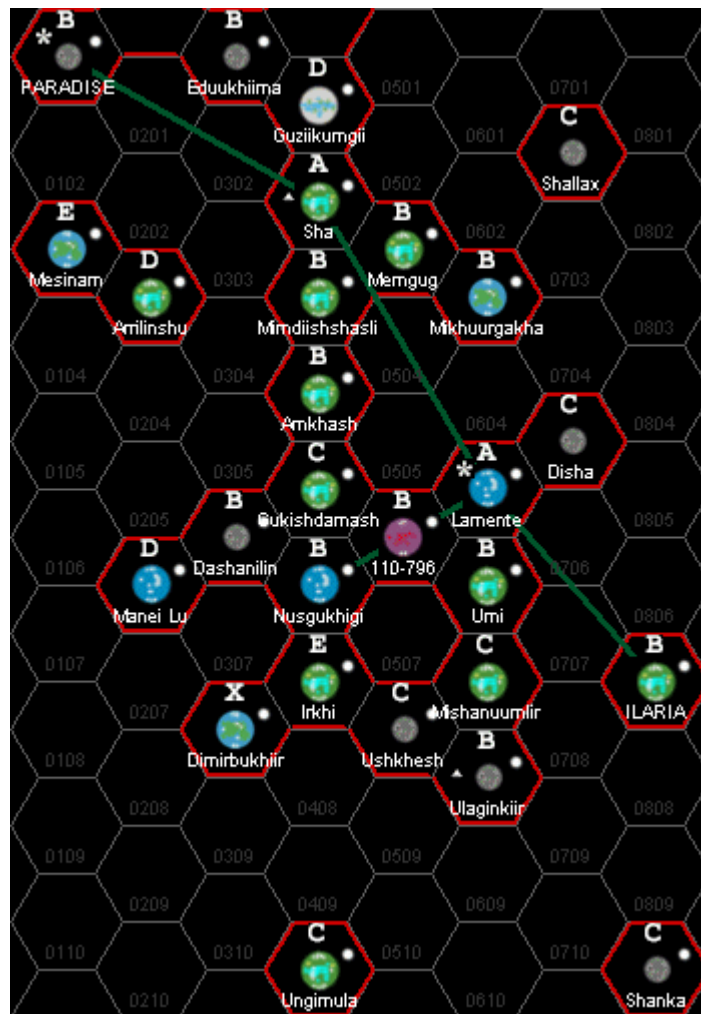 B
B
* PARADISE
Eduukhiima
D
0501
0701
Guziikumgii
0201
C
0601
0801
A
Shallax
0102
0302
0502
Sha
E
B
0202
0602
0802
Mesinam
D
B
Memgug
B
0303
0703
Mimdiishshasli
Mikhuurgakha
0803
B
0104
0304
0504
0704
Amkhash
C
0204
0604
0804
C
A
0105
0305
0505
* Disha
B
Gukishdamash
B
Lamente
0205
0805
D
Dashanilin
B
110-796
B
0106
0706
Manei Lu
Nusgukhigi
Umi
0806
E
C
B
0107
0307
0507
0707
X
Irkhi
C
Mishanuumlir
ILARIA
0207
B
Dimirbukhiir
Ushkhesh
0108
0708
Ulaginkiir
0208
0408
0808
0109
0309
0509
0709
0209
0409
0609
0809
C
C
0110
0310
0510
0710
Ungimula
Shanka
0210
0610